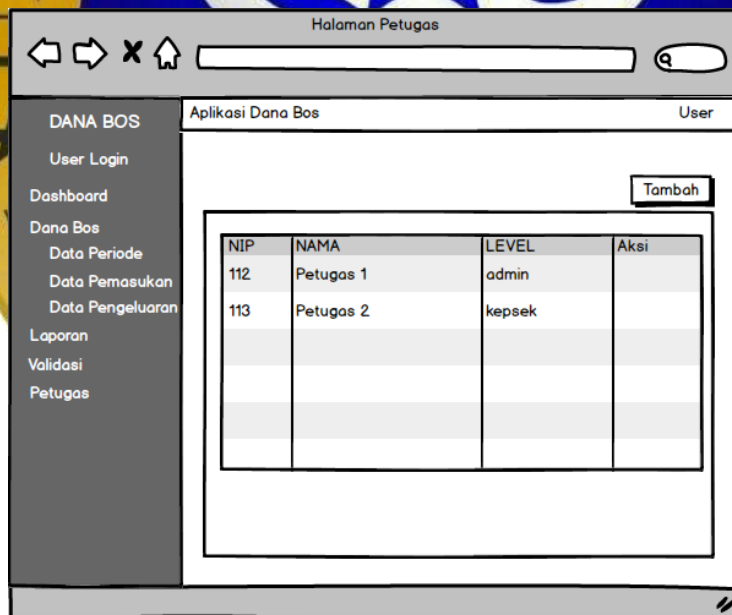 Halaman Petugas
DANA BOS
User Login
Dashboard
Dana Bos
Data Periode
Data Pemasukan
Data Pengeluaran
Laporan
Validasi
Petugas
Aplikasi Dana Bos User
Tambah
NIP NAMA LEVEL Aksi
112 Petugas 1 admin
113 Petugas 2 kepsek